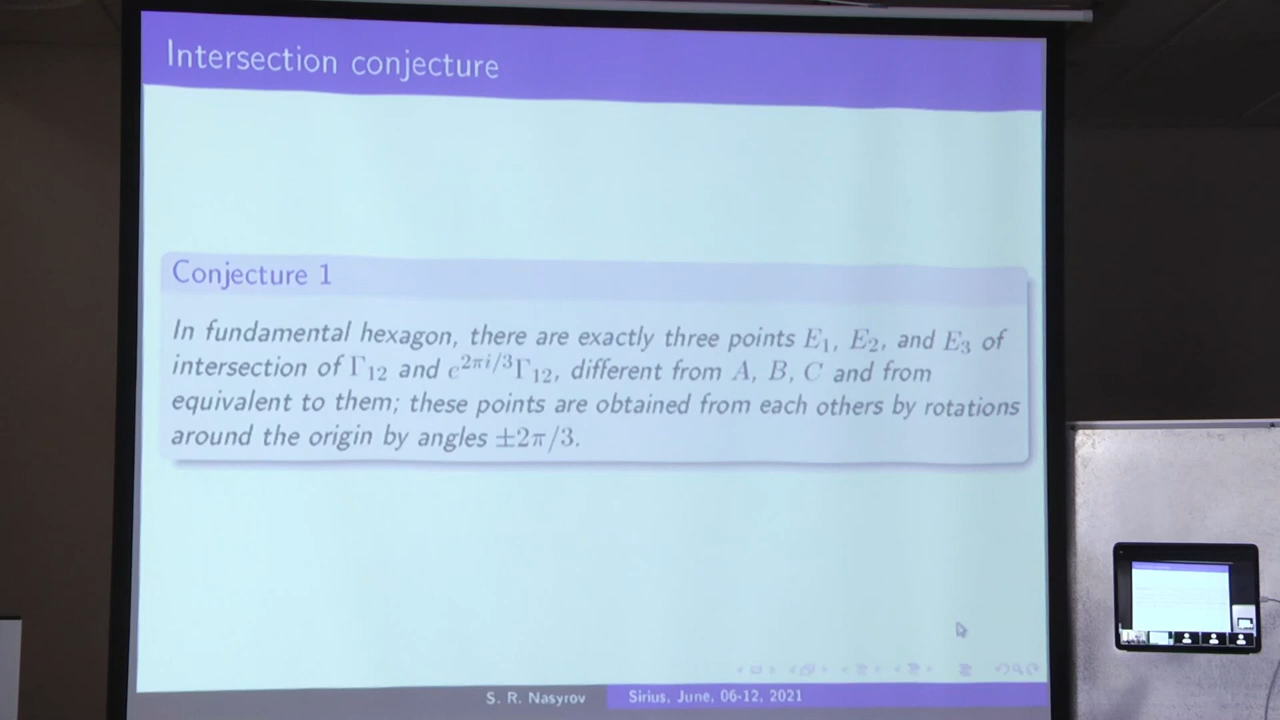 Intersection conjecture
Conjecture 1
In fundamental hexagon, there are exactly three points E₁, E₂, and E₃ of
intersection of Γ₁₂ and e^{2πi/3}Γ₁₂, different from A, B, C and from
equivalent to them; these points are obtained from each others by rotations
around the origin by angles ±2π/3.
S. R. Nasyrov
Sirius, June, 06-12, 2021